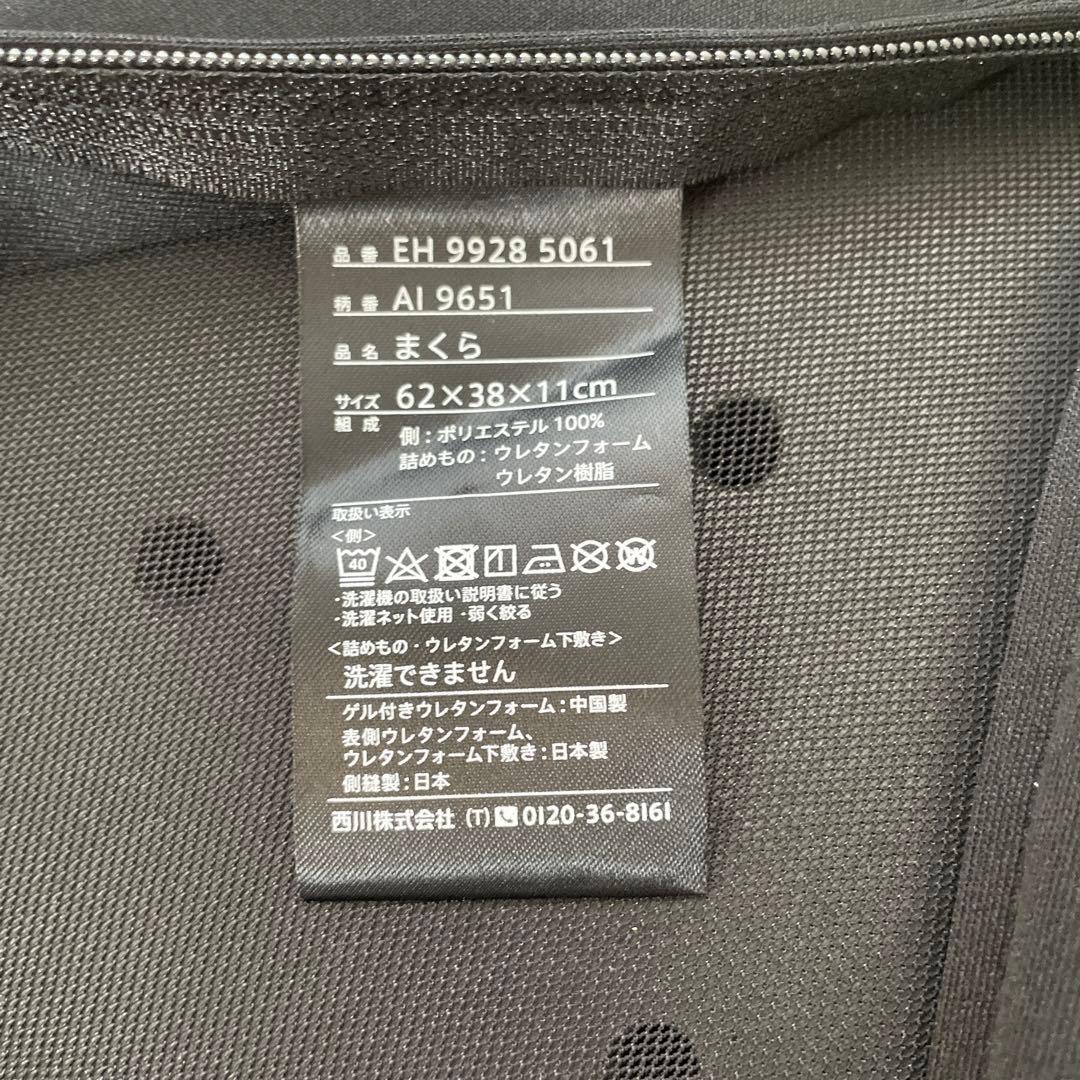 品番 EH 9928 5061
柄番 AI 9651
品名 まくら
サイズ 62×38×11cm
組成 側:ポリエステル100%
詰めもの:ウレタンフォーム
ウレタン樹脂
取扱い表示
<側>
40
・洗濯機の取扱い説明書に従う
・洗濯ネット使用 ・弱く絞る
<詰めもの・ウレタンフォーム下敷き>
洗濯できません
ゲル付きウレタンフォーム:中国製
表側ウレタンフォーム、
ウレタンフォーム下敷き:日本製
側縫製:日本
西川株式会社 (T) 0120-36-8161